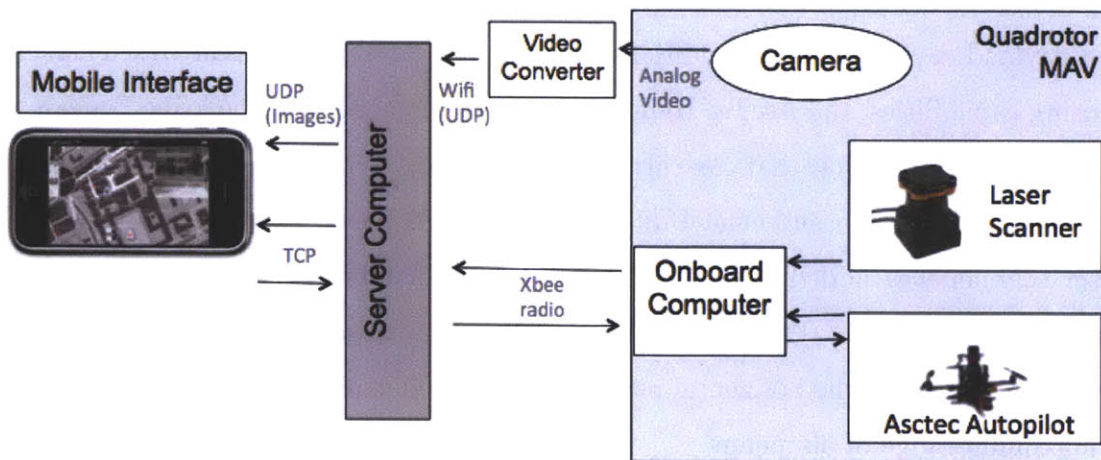 Mobile Interface
UDP
(Images)
TCP
Server Computer
Wifi
(UDP)
Video
Converter
Analog
Video
Camera
Quadrotor
MAV
Laser
Scanner
Xbee
radio
Onboard
Computer
Asctec Autopilot